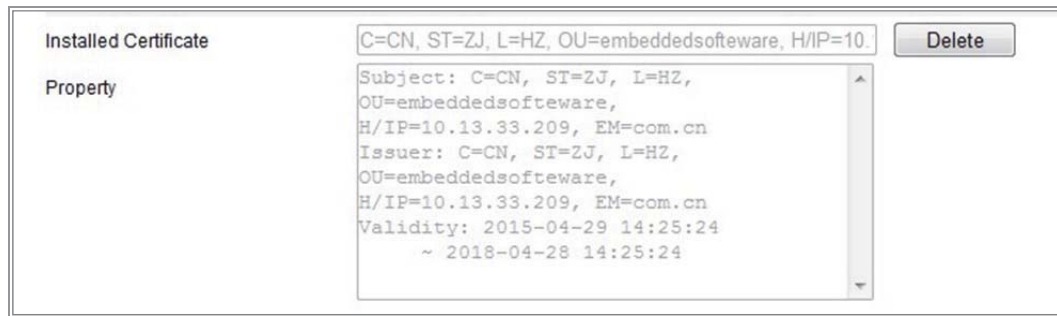 Installed Certificate
C=CN, ST=ZJ, L=HZ, OU=embeddedsofteware, H/IP=10.
Delete
Property
Subject: C=CN, ST=ZJ, L=HZ,
OU=embeddedsofteware,
H/IP=10.13.33.209, EM=com.cn
Issuer: C=CN, ST=ZJ, L=HZ,
OU=embeddedsofteware,
H/IP=10.13.33.209, EM=com.cn
Validity: 2015-04-29 14:25:24
~ 2018-04-28 14:25:24